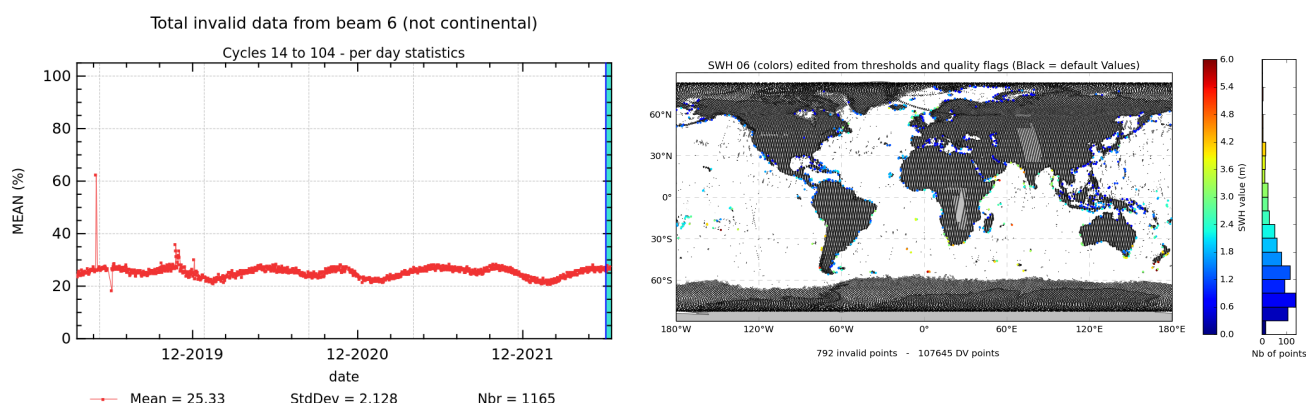 Total invalid data from beam 6 (not continental)
Cycles 14 to 104 - per day statistics
100
80
60
40
20
0
MEAN (%)
12-2019
12-2020
12-2021
date
Mean = 25.33 StdDev = 2.128 Nbr = 1165
SWH 06 (colors) edited from thresholds and quality flags (Black = default Values)
60°N
30°N
0°
30°S
60°S
180°W
120°W
60°W
0°
60°E
120°E
180°E
792 invalid points - 107645 DV points
6.0
5.4
4.8
4.2
3.6
3.0
2.4
1.8
1.2
0.6
0.0
SWH value (m)
0 100
Nb of points